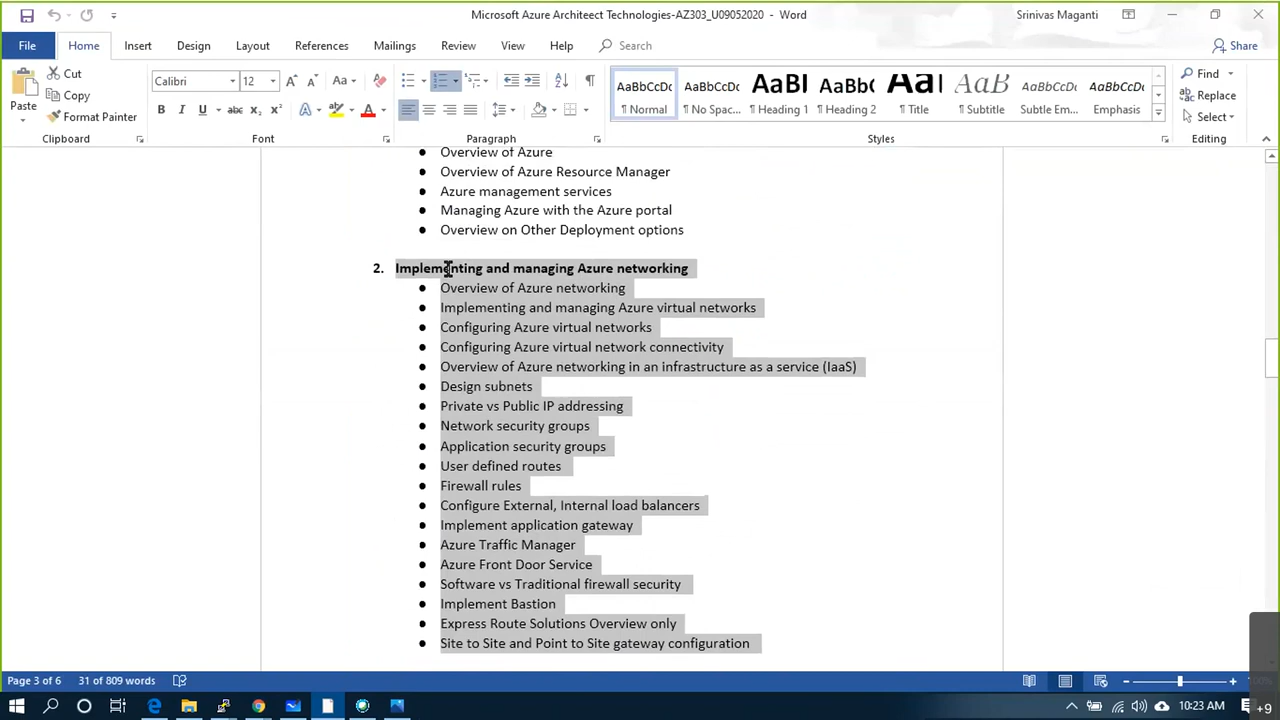 Microsoft Azure Architeect Technologies-AZ303_U09052020 - Word
Srinivas Maganti
File Home Insert Design Layout References Mailings Review View Help Search Share
Paste
Cut
Copy
Format Painter
Clipboard
Calibri 12
Font
Paragraph
AaBbCcDc AaBbCcDc AaBl AaBbC Aal AaB AaBbCcDc AaBbCcDc
¶ Normal ¶ No Spac... Heading 1 Heading 2 Title Subtitle Subtle Em... Emphasis
Styles
Find
Replace
Select
Editing
• Overview of Azure
• Overview of Azure Resource Manager
• Azure management services
• Managing Azure with the Azure portal
• Overview on Other Deployment options
2. Implementing and managing Azure networking
• Overview of Azure networking
• Implementing and managing Azure virtual networks
• Configuring Azure virtual networks
• Configuring Azure virtual network connectivity
• Overview of Azure networking in an infrastructure as a service (IaaS)
• Design subnets
• Private vs Public IP addressing
• Network security groups
• Application security groups
• User defined routes
• Firewall rules
• Configure External, Internal load balancers
• Implement application gateway
• Azure Traffic Manager
• Azure Front Door Service
• Software vs Traditional firewall security
• Implement Bastion
• Express Route Solutions Overview only
• Site to Site and Point to Site gateway configuration
Page 3 of 6 31 of 809 words
10:23 AM
+9